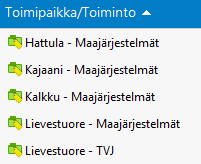 Toimipaikka/Toiminto
Hattula - Maajärjestelmät
Kajaani - Maajärjestelmät
Kalkku - Maajärjestelmät
Lievestuore - Maajärjestelmät
Lievestuore - TVJ